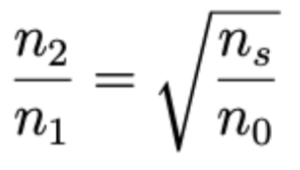 n₂/n₁ = √(nₛ/n₀)